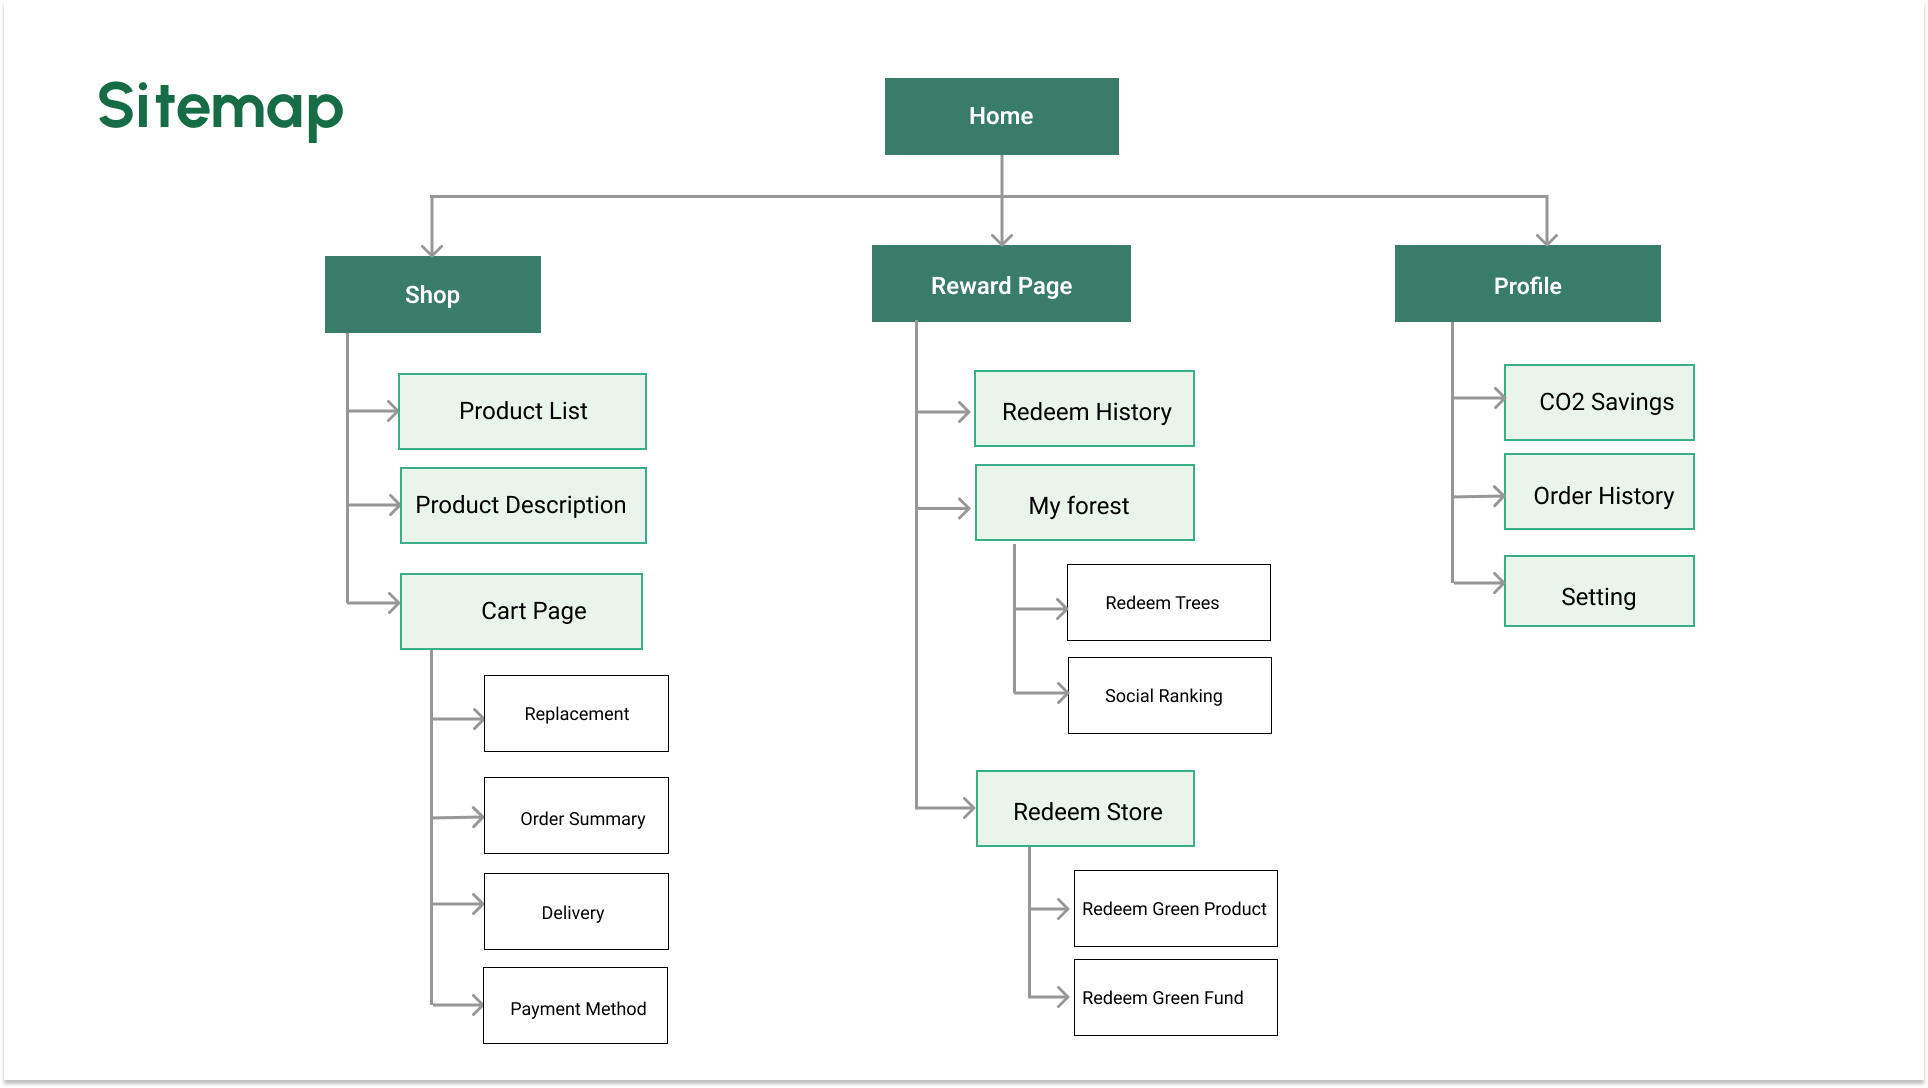 Sitemap
Home
Shop
Reward Page
Profile
Product List
Product Description
Cart Page
Replacement
Order Summary
Delivery
Payment Method
Redeem History
My forest
Redeem Trees
Social Ranking
Redeem Store
Redeem Green Product
Redeem Green Fund
CO2 Savings
Order History
Setting